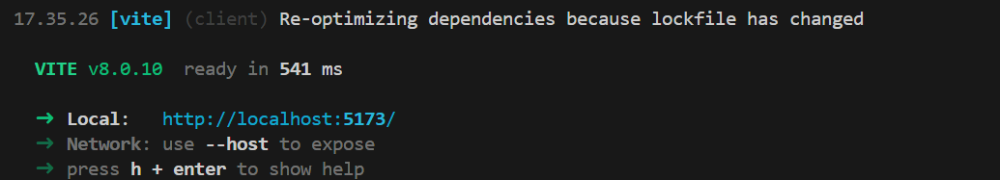 17.35.26 [vite] (client) Re-optimizing dependencies because lockfile has changed
VITE v8.0.10 ready in 541 ms
➜ Local: http://localhost:5173/
➜ Network: use --host to expose
➜ press h + enter to show help